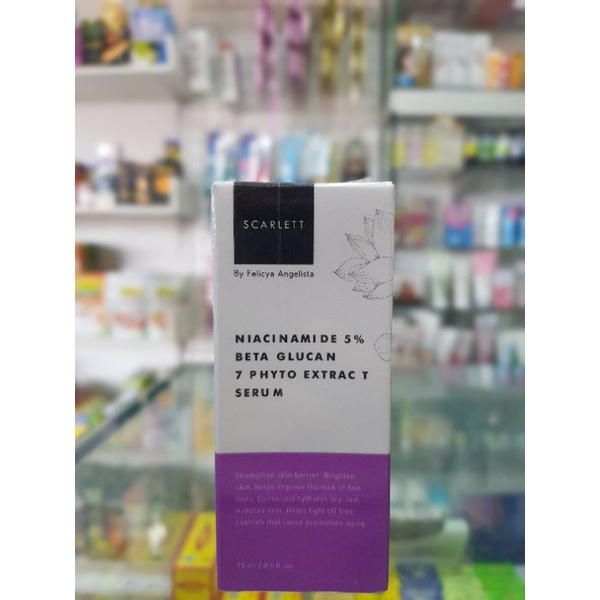 SCARLETT
By Felicya Angelista
NIACINAMIDE 5%
BETA GLUCAN
7 PHYTO EXTRAC T
SERUM
Strengthen skin barrier. Brighten
skin, helps improve the look of fine
lines. Calms and hydrates dry, red,
irritated skin. Helps fight off free
radicals that cause premature aging.
15 ml / 0.5 fl. oz